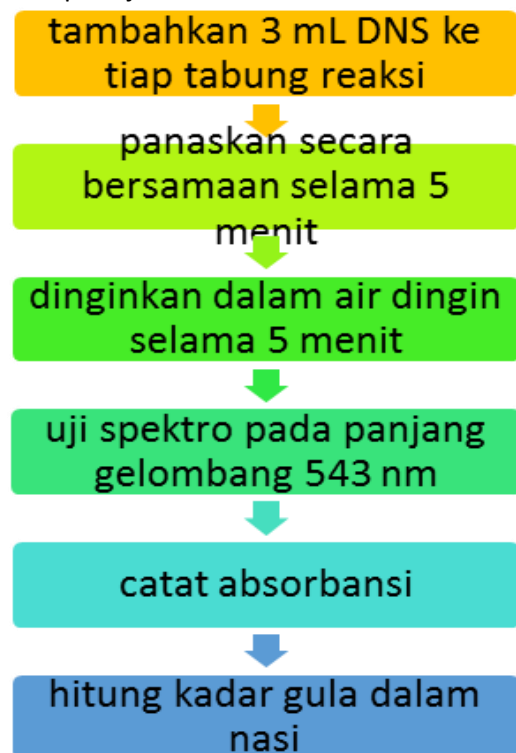 tambahkan 3 mL DNS ke
tiap tabung reaksi
panaskan secara
bersamaan selama 5
menit
dinginkan dalam air dingin
selama 5 menit
uji spektro pada panjang
gelombang 543 nm
catat absorbansi
hitung kadar gula dalam
nasi